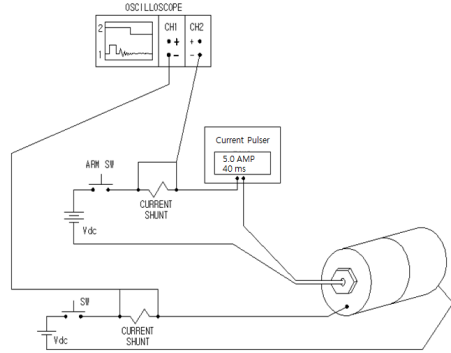 OSCILLOSCOPE
CH1 CH2
2
+ +
1
- -
Current Pulser
5.0 AMP
40 ms
ARM SW
CURRENT
SHUNT
Vdc
SW
CURRENT
SHUNT
Vdc